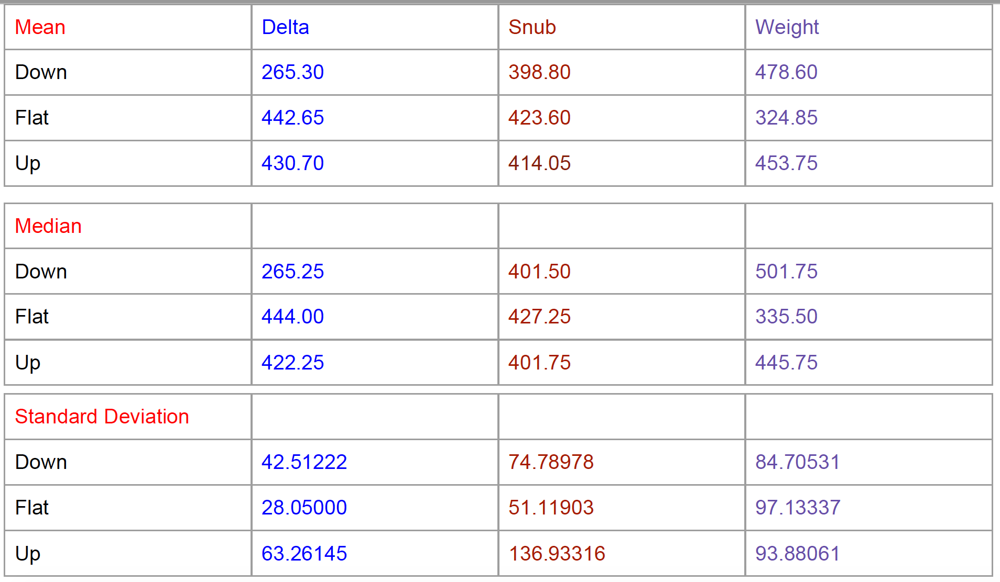 Mean Delta Snub Weight
Down 265.30 398.80 478.60
Flat 442.65 423.60 324.85
Up 430.70 414.05 453.75
Median
Down 265.25 401.50 501.75
Flat 444.00 427.25 335.50
Up 422.25 401.75 445.75
Standard Deviation
Down 42.51222 74.78978 84.70531
Flat 28.05000 51.11903 97.13337
Up 63.26145 136.93316 93.88061